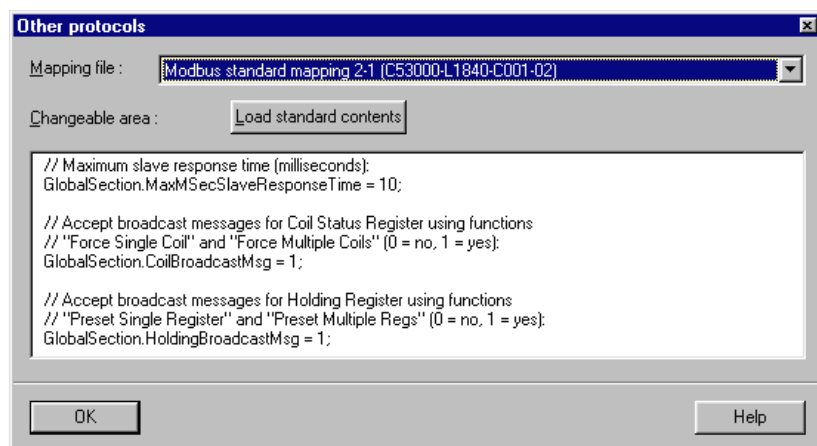 Other protocols
Mapping file : Modbus standard mapping 2-1 (C53000-L1840-C001-02)
Changeable area : Load standard contents
// Maximum slave response time (milliseconds):
GlobalSection.MaxMSecSlaveResponseTime = 10;
// Accept broadcast messages for Coil Status Register using functions
// "Force Single Coil" and "Force Multiple Coils" (0 = no, 1 = yes):
GlobalSection.CoilBroadcastMsg = 1;
// Accept broadcast messages for Holding Register using functions
// "Preset Single Register" and "Preset Multiple Regs" (0 = no, 1 = yes):
GlobalSection.HoldingBroadcastMsg = 1;
OK Help